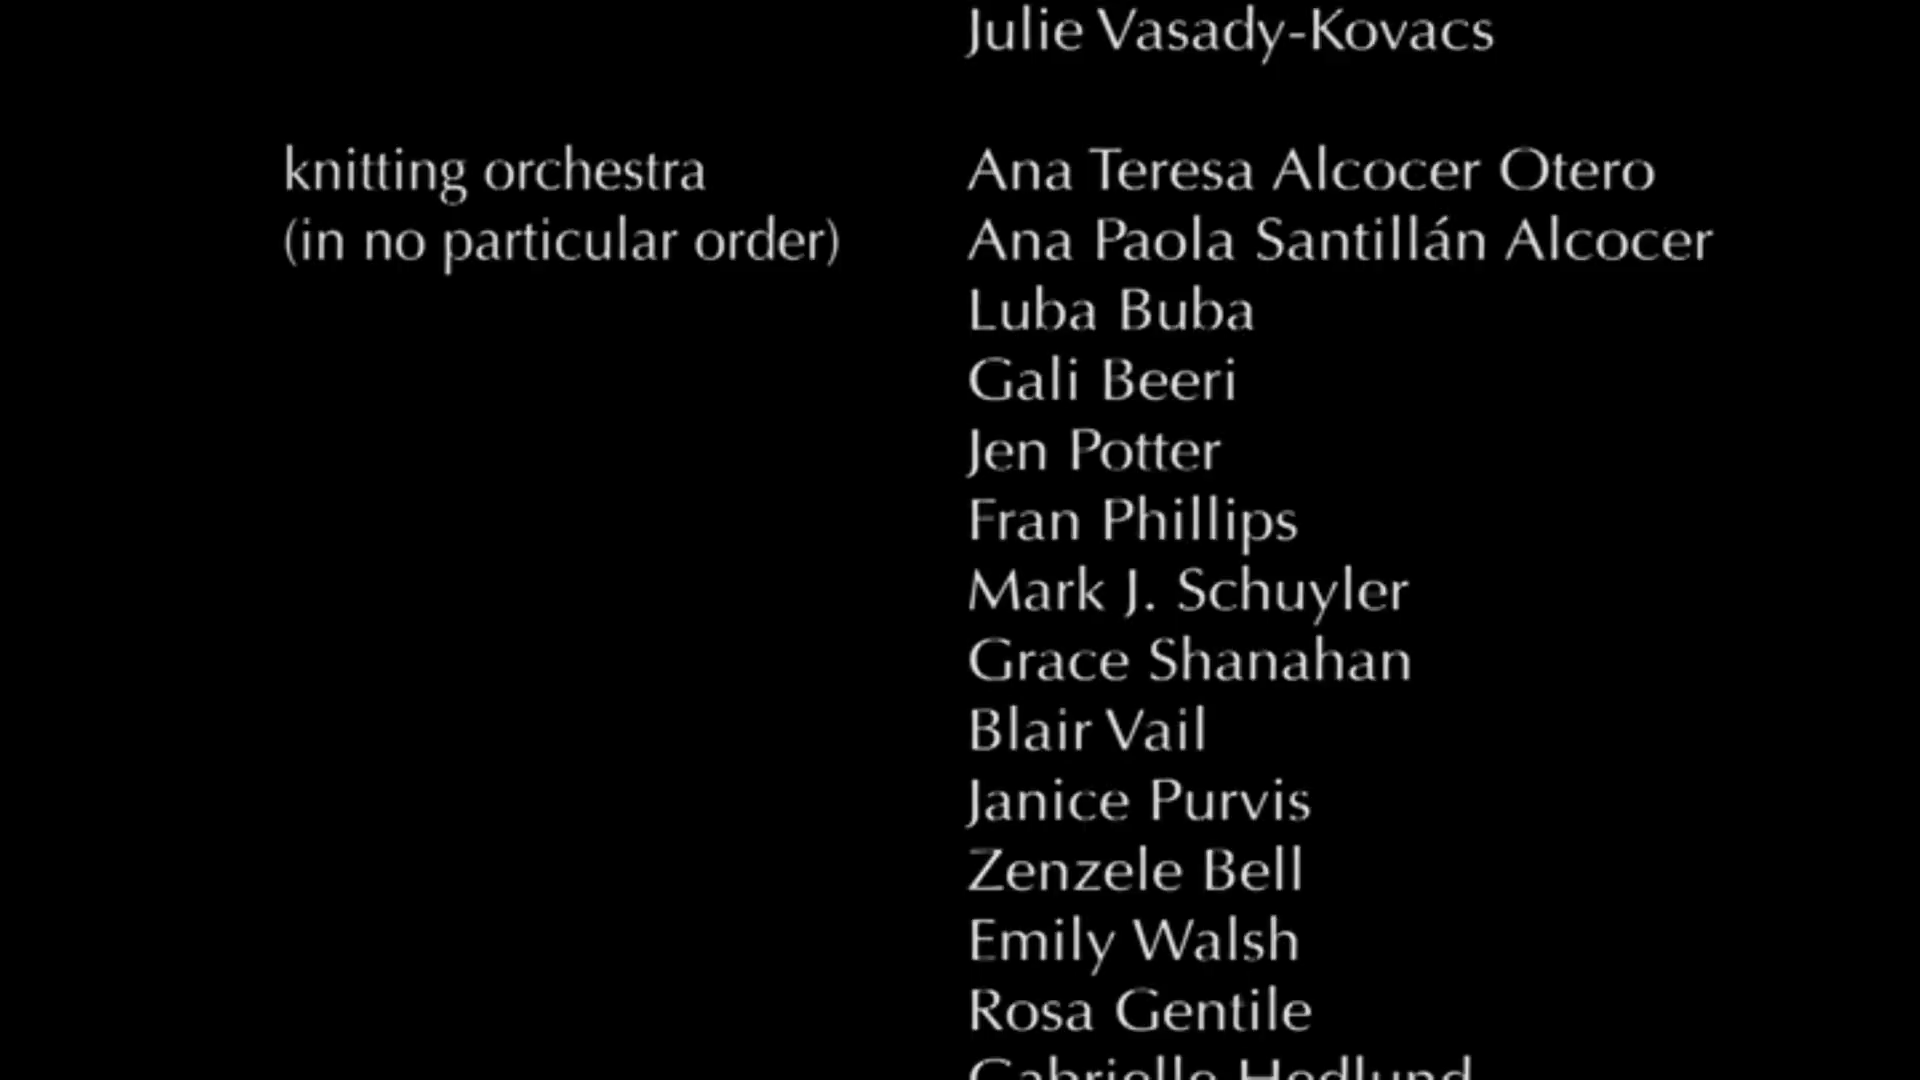 Julie Vasady-Kovacs
knitting orchestra Ana Teresa Alcocer Otero
(in no particular order) Ana Paola Santillán Alcocer
Luba Buba
Gali Beeri
Jen Potter
Fran Phillips
Mark J. Schuyler
Grace Shanahan
Blair Vail
Janice Purvis
Zenzele Bell
Emily Walsh
Rosa Gentile
Gabrielle Hedlund